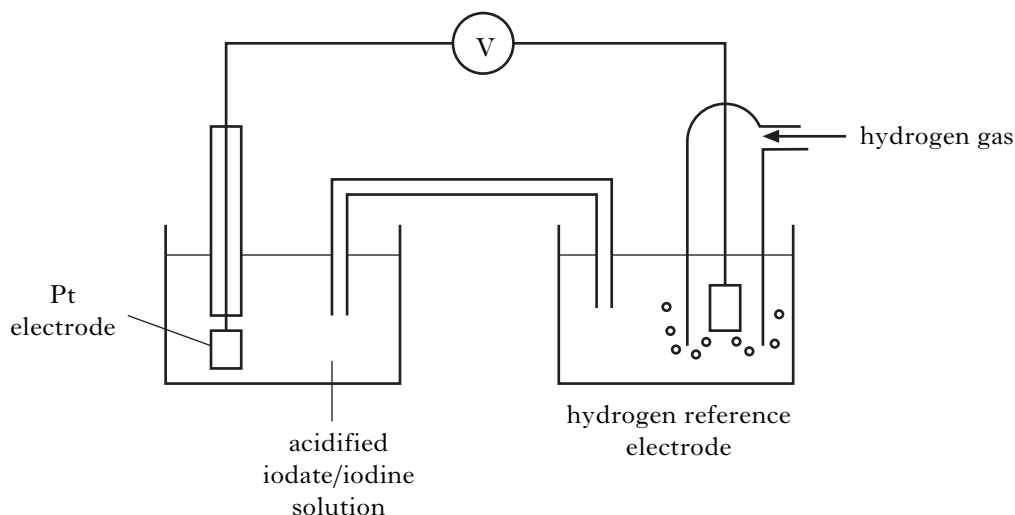 V
hydrogen gas
Pt
electrode
acidified
iodate/iodine
solution
hydrogen reference
electrode